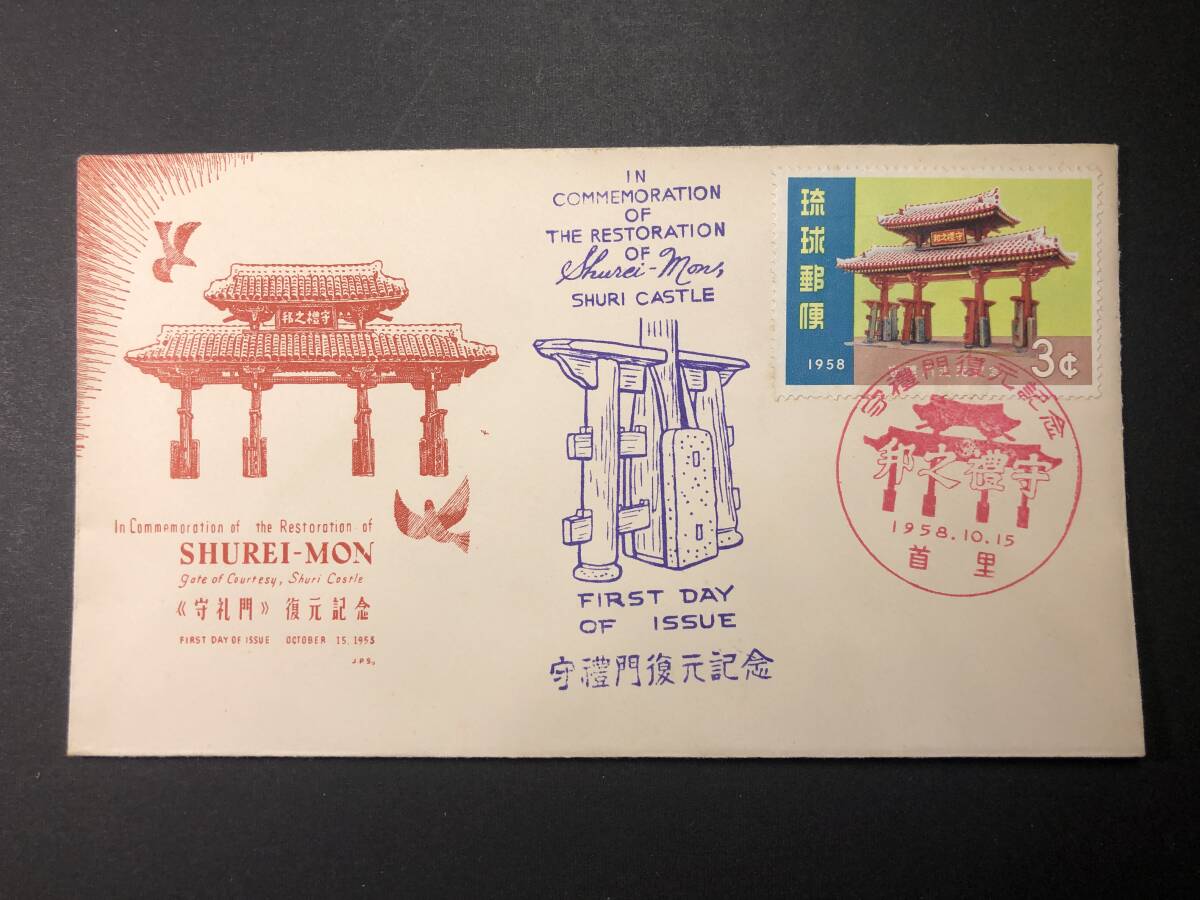 邦之禮守
In Commemoration of the Restoration of
SHUREI-MON
gate of Courtesy, Shuri Castle
《守礼門》復元記念
FIRST DAY OF ISSUE OCTOBER 15, 1958
J.P.S.
IN
COMMEMORATION
OF
THE RESTORATION
OF
Shurei-Mon,
SHURI CASTLE
FIRST DAY
OF ISSUE
守禮門復元記念
琉球郵便
1958
邦之禮守
3¢
守禮門復元記念
邦之禮守
1958.10.15
首里